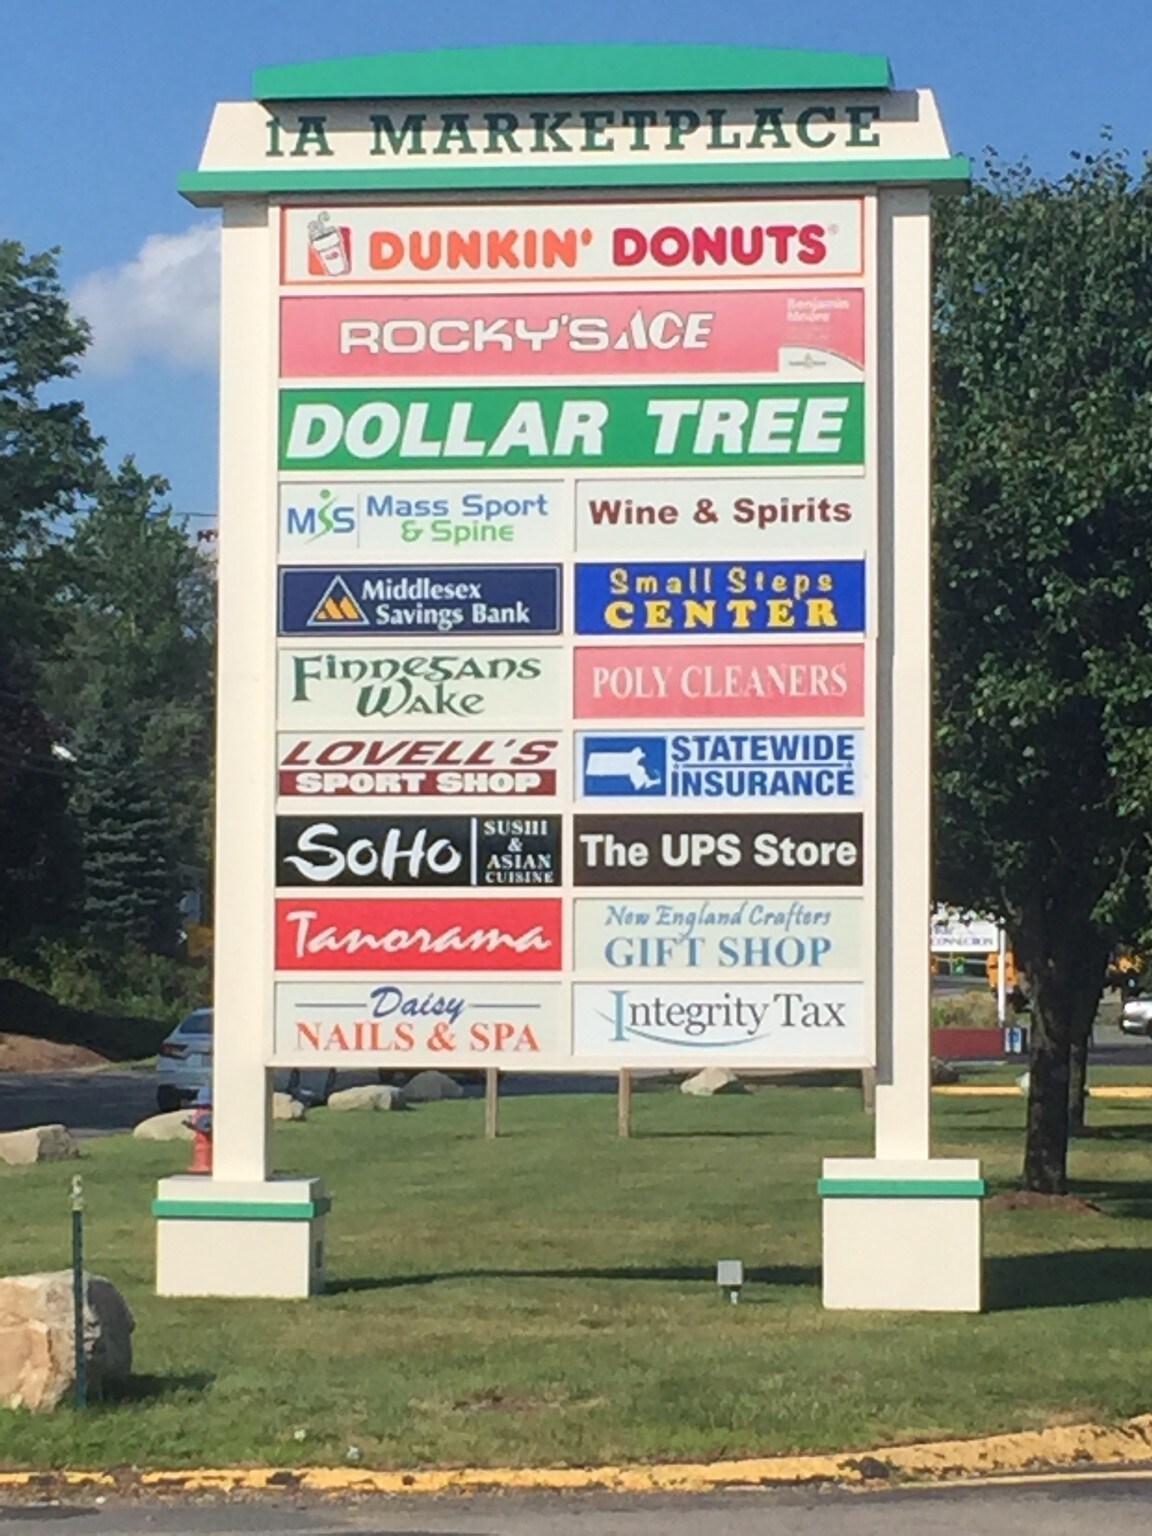 1A MARKETPLACE
DUNKIN' DONUTS
ROCKY'S ACE
Benjamin
Moore
DOLLAR TREE
MSS
Mass Sport
& Spine
Wine & Spirits
Middlesex
Savings Bank
Small Steps
CENTER
Finnegans
Wake
POLY CLEANERS
LOVELL'S
SPORT SHOP
STATEWIDE
INSURANCE
SOHO
SUSHI
&
ASIAN
CUISINE
The UPS Store
Tanorama
New England Crafters
GIFT SHOP
Daisy
NAILS & SPA
Integrity Tax
CONNECTION